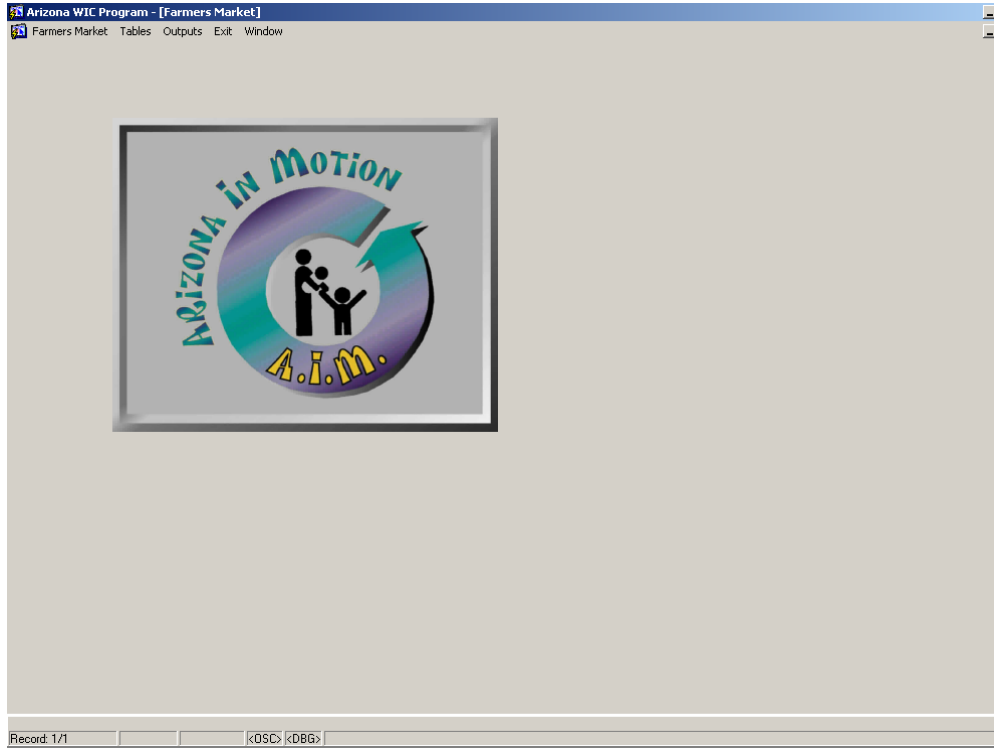 Arizona WIC Program - [Farmers Market]
Farmers Market Tables Outputs Exit Window
ARiZONA iN MOTiON
A.i.M.
Record: 1/1 <OSC> <DBG>